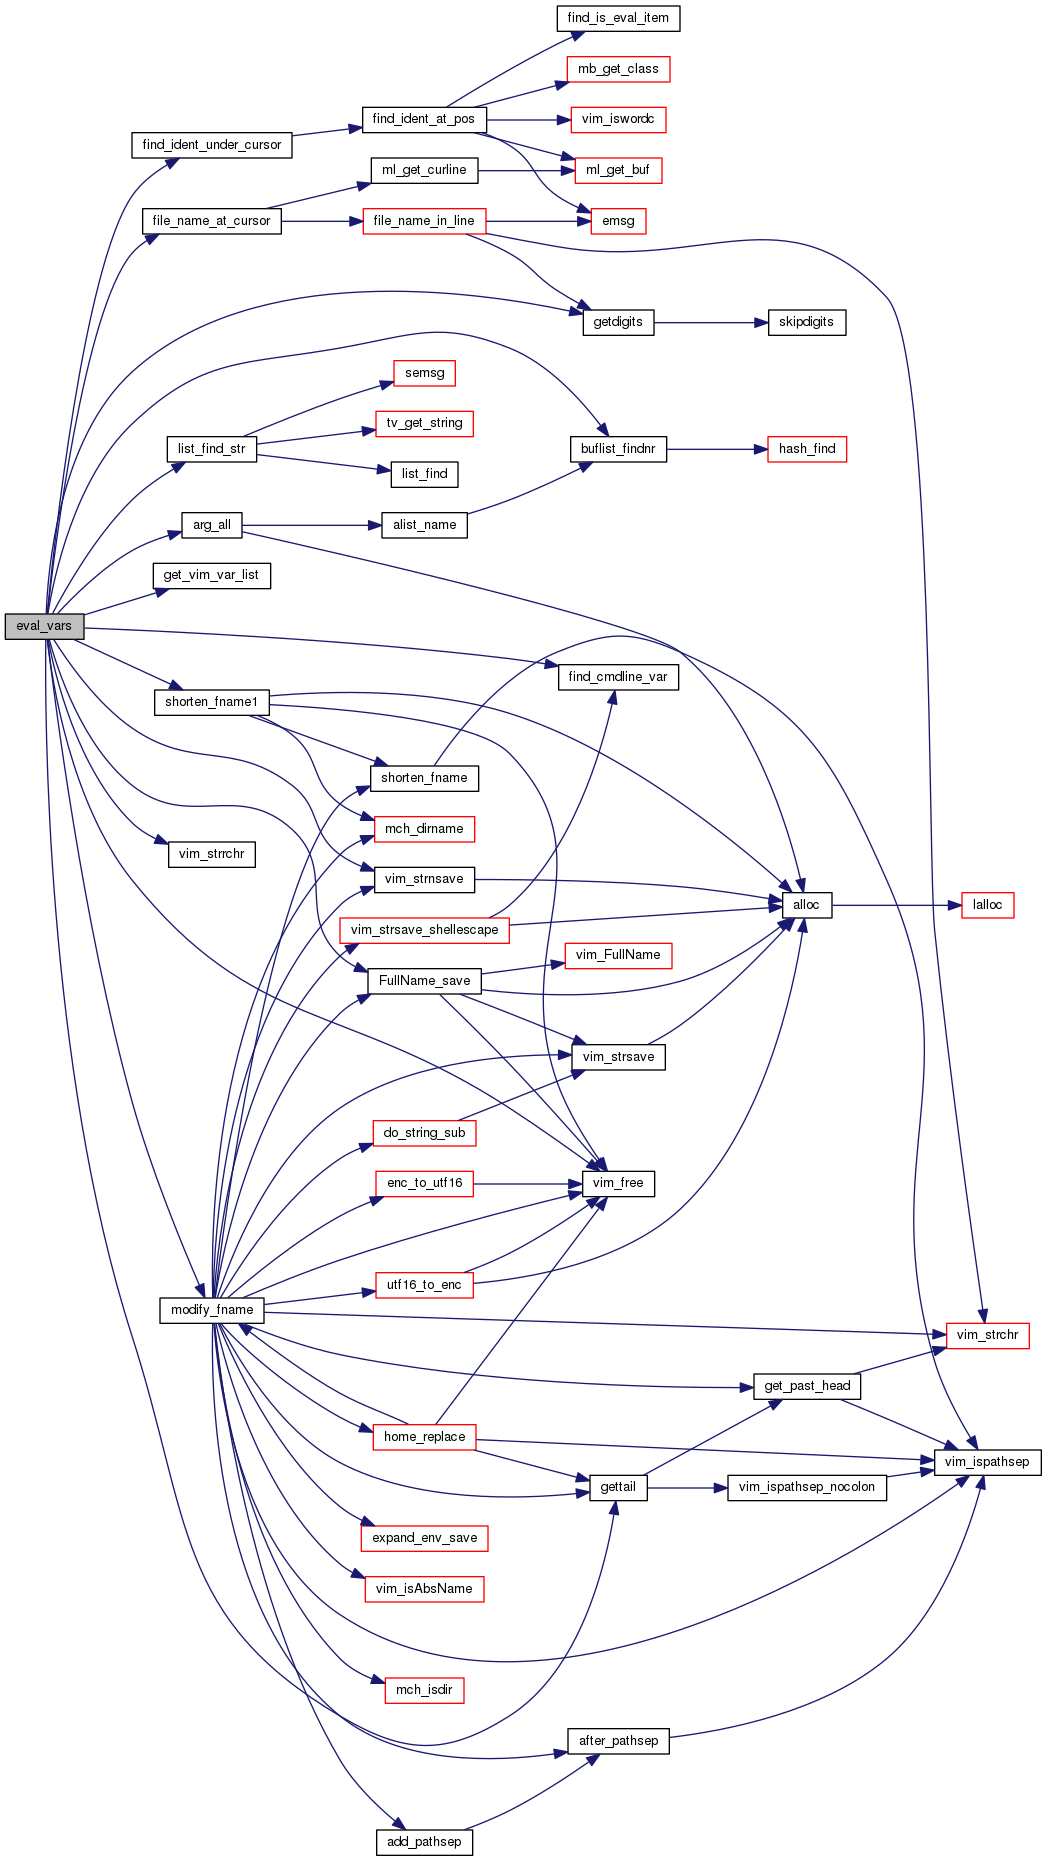 find_is_eval_item
mb_get_class
find_ident_at_pos
vim_iswordc
find_ident_under_cursor
ml_get_curline
ml_get_buf
file_name_at_cursor
file_name_in_line
emsg
getdigits
skipdigits
semsg
tv_get_string
list_find_str
buflist_findnr
hash_find
list_find
arg_all
alist_name
get_vim_var_list
eval_vars
find_cmdline_var
shorten_fname1
shorten_fname
mch_dirname
vim_strrchr
vim_strnsave
alloc
lalloc
vim_strsave_shellescape
vim_FullName
FullName_save
vim_strsave
do_string_sub
enc_to_utf16
vim_free
utf16_to_enc
modify_fname
vim_strchr
get_past_head
home_replace
vim_ispathsep
gettail
vim_ispathsep_nocolon
expand_env_save
vim_isAbsName
mch_isdir
after_pathsep
add_pathsep